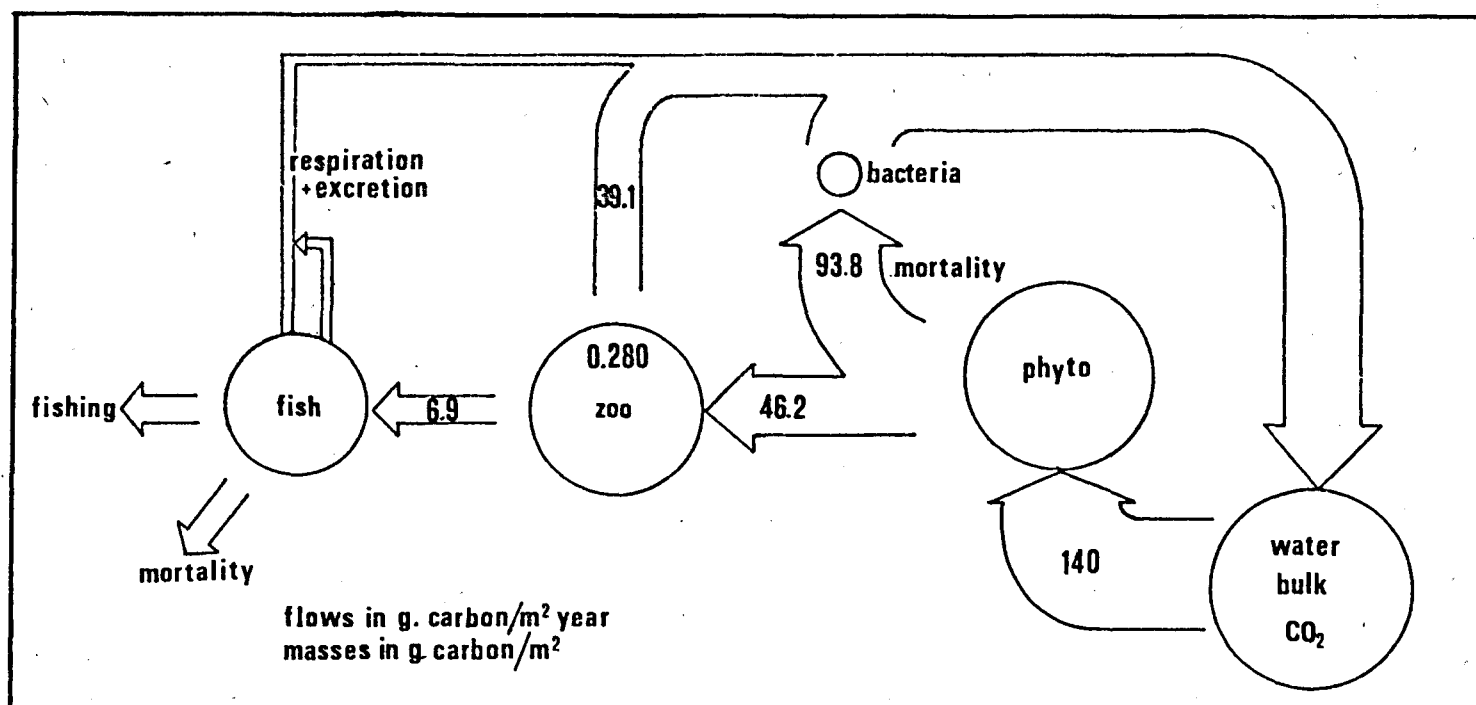 respiration
+excretion
39.1
bacteria
93.8
mortality
0.280
zoo
phyto
fishing
fish
6.9
46.2
mortality
140
water
bulk
CO₂
flows in g. carbon/m² year
masses in g carbon/m²